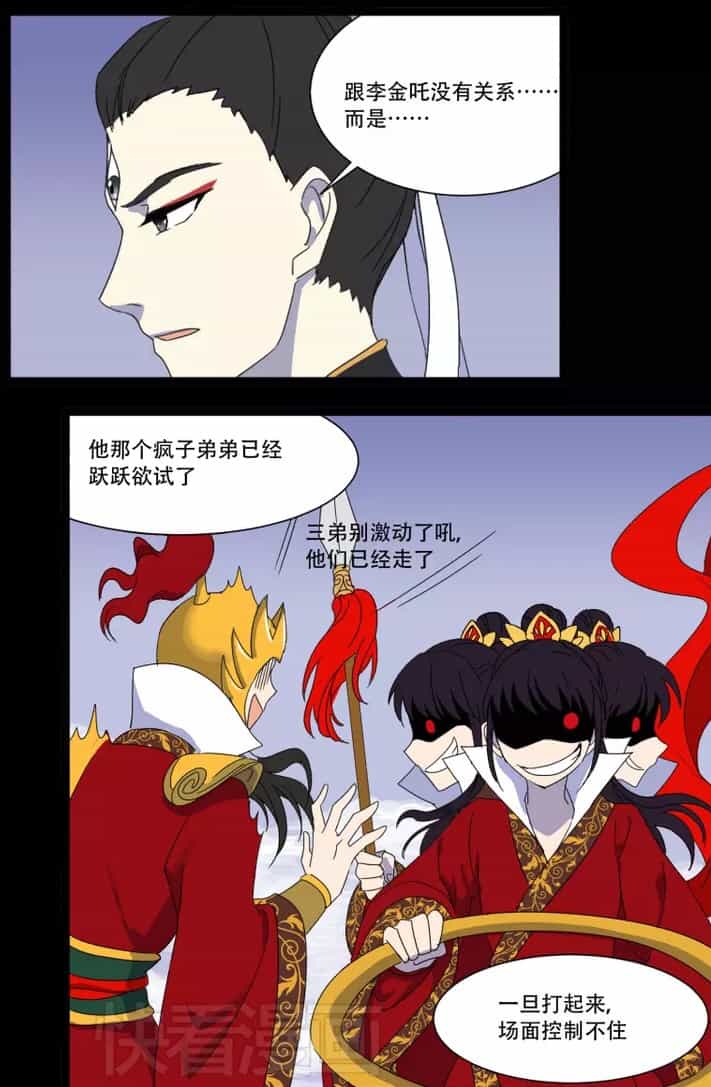 跟李金吒没有关系……
而是……
他那个疯子弟弟已经
跃跃欲试了
三弟别激动了吼，
他们已经走了
一旦打起来，
场面控制不住
快看漫画